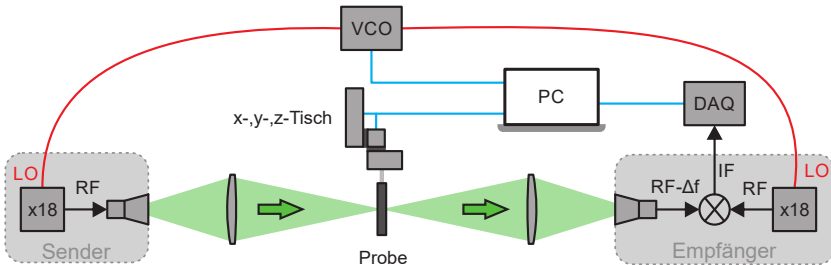 VCO
PC
DAQ
x-,y-,z-Tisch
LO
LO
RF
IF
RF-Δf
RF
x18
x18
Sender
Probe
Empfänger